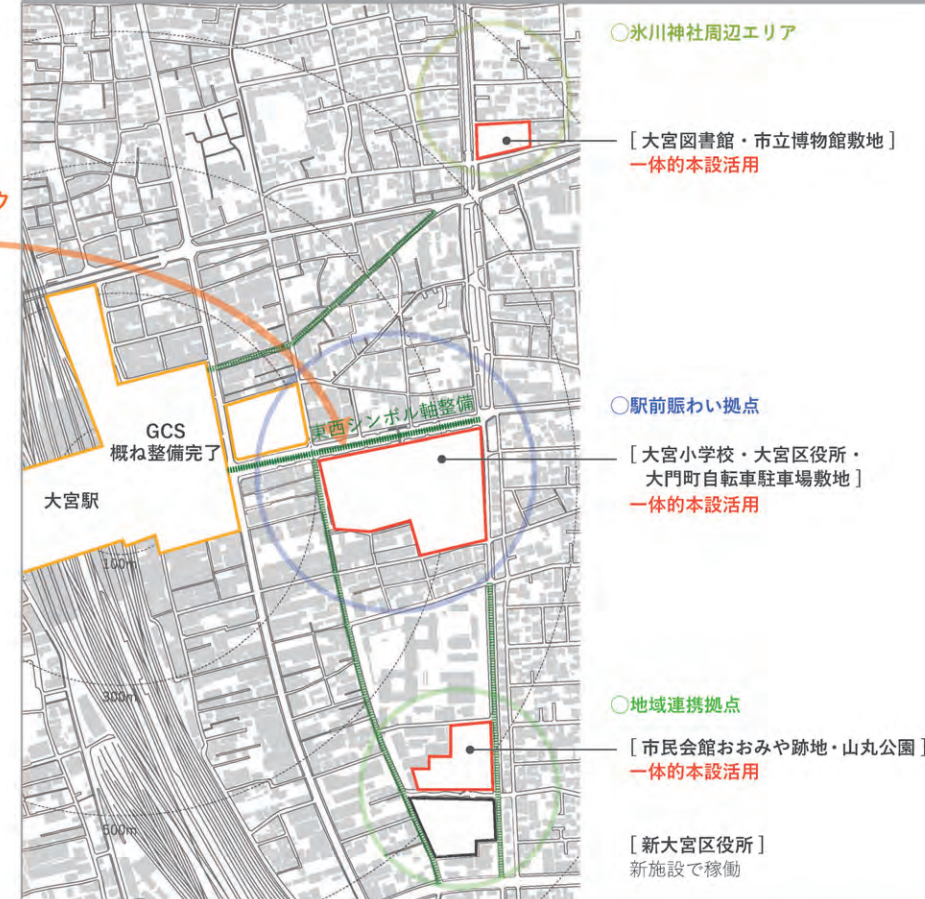 ○氷川神社周辺エリア
[ 大宮図書館・市立博物館敷地 ]
一体的本設活用
ク
○駅前賑わい拠点
東西シンボル軸整備
GCS
概ね整備完了
[ 大宮小学校・大宮区役所・
大門町自転車駐車場敷地 ]
一体的本設活用
大宮駅
100m
300m
○地域連携拠点
[ 市民会館おおみや跡地・山丸公園 ]
一体的本設活用
500m
[ 新大宮区役所 ]
新施設で稼働